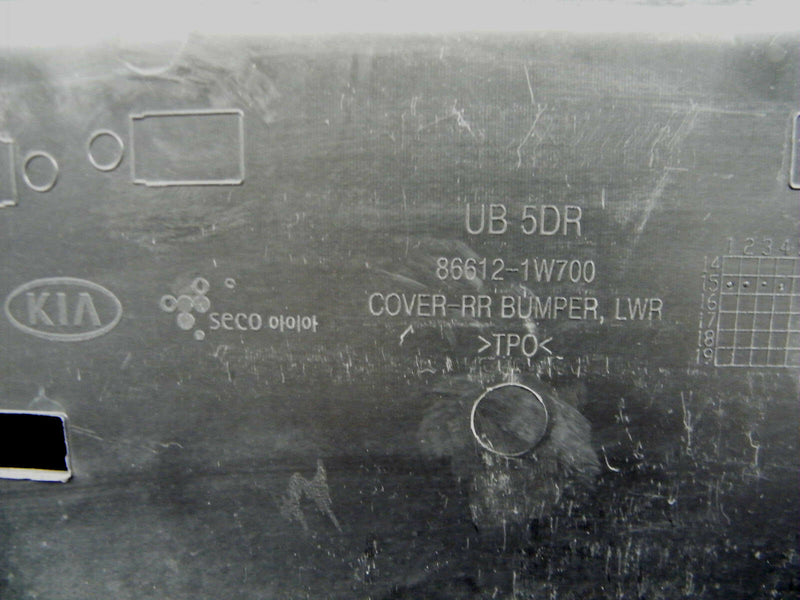 UB 5DR
86612-1W700
COVER-RR BUMPER, LWR
>TPO<
KIA
seco 아이아
1 2 3 4
14
15
16
17
18
19